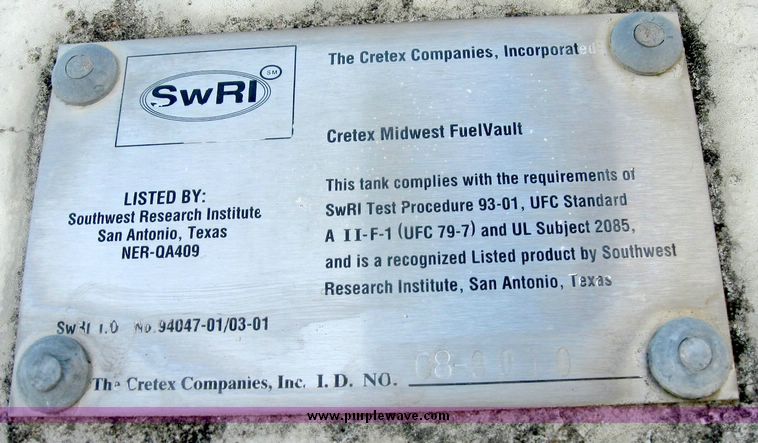 SwRI SM
The Cretex Companies, Incorporated
Cretex Midwest FuelVault
LISTED BY:
Southwest Research Institute
San Antonio, Texas
NER-QA409
This tank complies with the requirements of
SwRI Test Procedure 93-01, UFC Standard
A II-F-1 (UFC 79-7) and UL Subject 2085,
and is a recognized Listed product by Southwest
Research Institute, San Antonio, Texas
SwRI I.D No. 94047-01/03-01
The Cretex Companies, Inc. I. D. NO.
www.purplewave.com